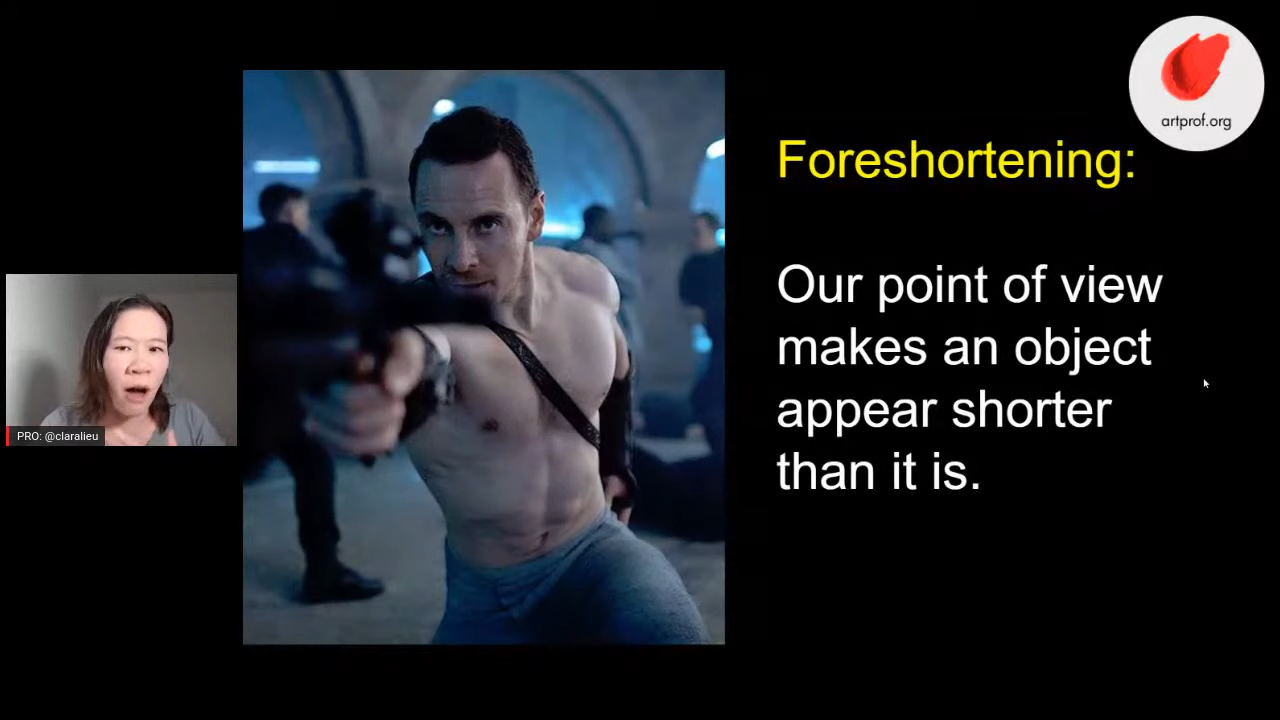 artprof.org
Foreshortening:
Our point of view
makes an object
appear shorter
than it is.
PRO: @claralieu